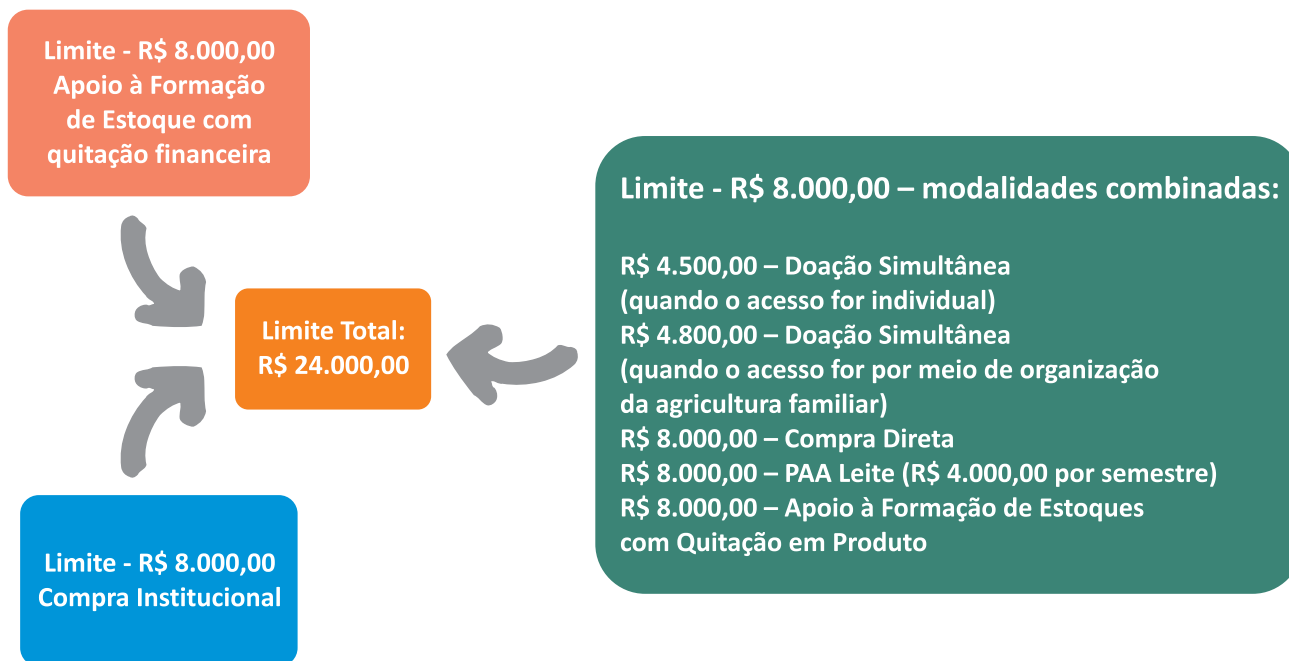 Limite - R$ 8.000,00
Apoio à Formação
de Estoque com
quitação financeira
Limite Total:
R$ 24.000,00
Limite - R$ 8.000,00
Compra Institucional
Limite - R$ 8.000,00 – modalidades combinadas:
R$ 4.500,00 – Doação Simultânea
(quando o acesso for individual)
R$ 4.800,00 – Doação Simultânea
(quando o acesso for por meio de organização
da agricultura familiar)
R$ 8.000,00 – Compra Direta
R$ 8.000,00 – PAA Leite (R$ 4.000,00 por semestre)
R$ 8.000,00 – Apoio à Formação de Estoques
com Quitação em Produto